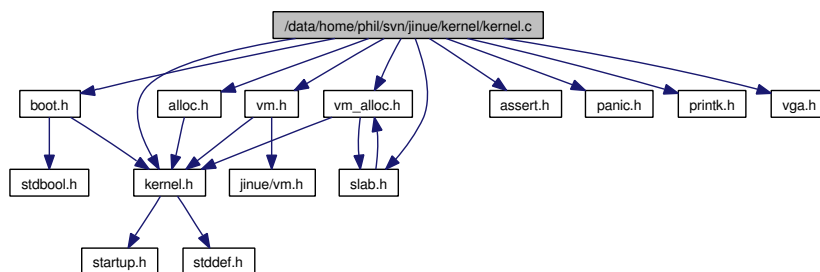 /data/home/phil/svn/jinue/kernel/kernel.c
boot.h
alloc.h
vm.h
vm_alloc.h
assert.h
panic.h
printk.h
vga.h
stdbool.h
kernel.h
jinue/vm.h
slab.h
startup.h
stddef.h